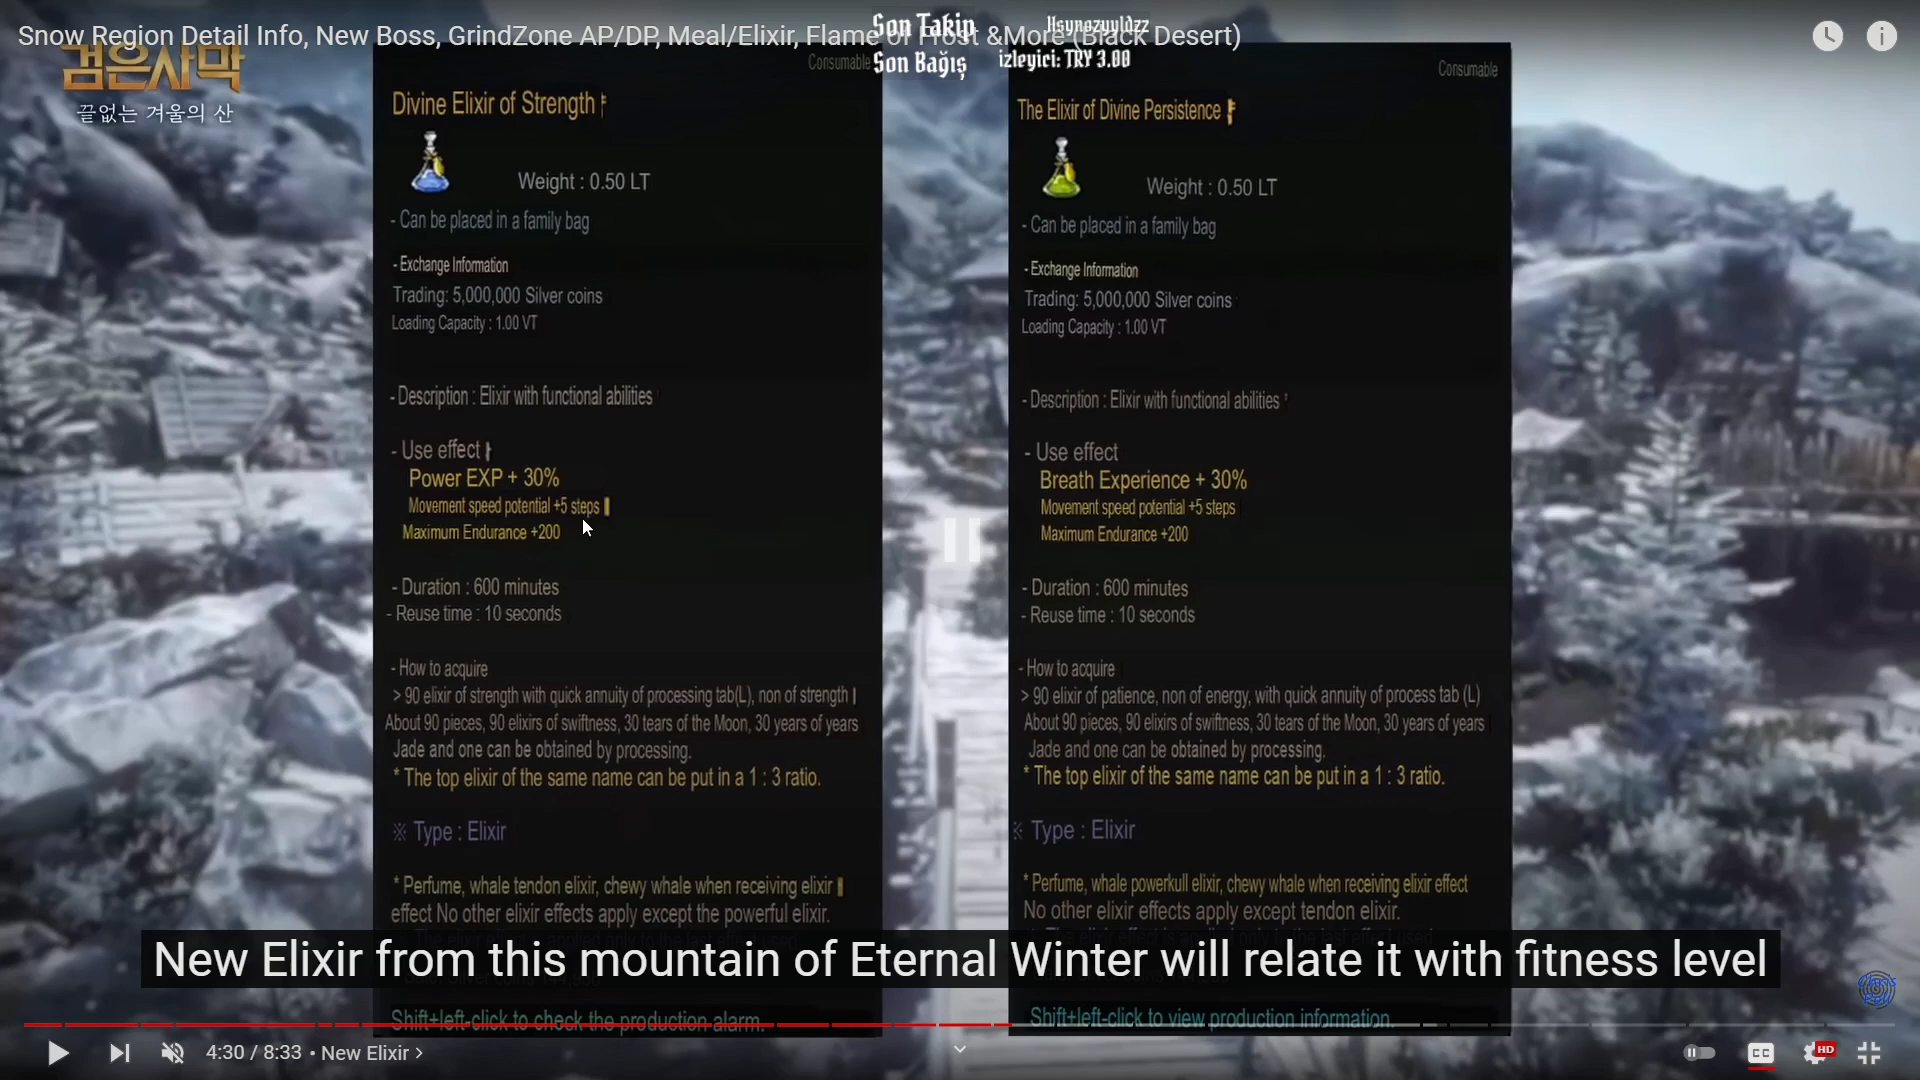 Snow Region Detail Info, New Boss, GrindZone AP/DP, Meal/Elixir, Flame of Frost &More (Black Desert)
Son Takip
Hsynozyyldzz
Son Bağış
izleyici: TRY 3.00
검은사막
끝없는 겨울의 산
Consumable
Divine Elixir of Strength
Weight : 0.50 LT
- Can be placed in a family bag
- Exchange Information
Trading: 5,000,000 Silver coins
Loading Capacity : 1.00 VT
- Description : Elixir with functional abilities
- Use effect
Power EXP + 30%
Movement speed potential +5 steps
Maximum Endurance +200
- Duration : 600 minutes
- Reuse time : 10 seconds
- How to acquire
> 90 elixir of strength with quick annuity of processing tab(L), non of strength
About 90 pieces, 90 elixirs of swiftness, 30 tears of the Moon, 30 years of years
Jade and one can be obtained by processing.
* The top elixir of the same name can be put in a 1 : 3 ratio.
※ Type : Elixir
* Perfume, whale tendon elixir, chewy whale when receiving elixir
effect No other elixir effects apply except the powerful elixir.
Shift+left-click to check the production alarm.
Consumable
The Elixir of Divine Persistence
Weight : 0.50 LT
- Can be placed in a family bag
- Exchange Information
Trading: 5,000,000 Silver coins
Loading Capacity : 1.00 VT
- Description : Elixir with functional abilities
- Use effect
Breath Experience + 30%
Movement speed potential +5 steps
Maximum Endurance +200
- Duration : 600 minutes
- Reuse time : 10 seconds
- How to acquire
> 90 elixir of patience, non of energy, with quick annuity of process tab (L)
About 90 pieces, 90 elixirs of swiftness, 30 tears of the Moon, 30 years of years
Jade and one can be obtained by processing.
* The top elixir of the same name can be put in a 1 : 3 ratio.
※ Type : Elixir
* Perfume, whale powerkull elixir, chewy whale when receiving elixir effect
No other elixir effects apply except tendon elixir.
Shift+left-click to view production information.
New Elixir from this mountain of Eternal Winter will relate it with fitness level
4:30 / 8:33 • New Elixir >
CC
HD